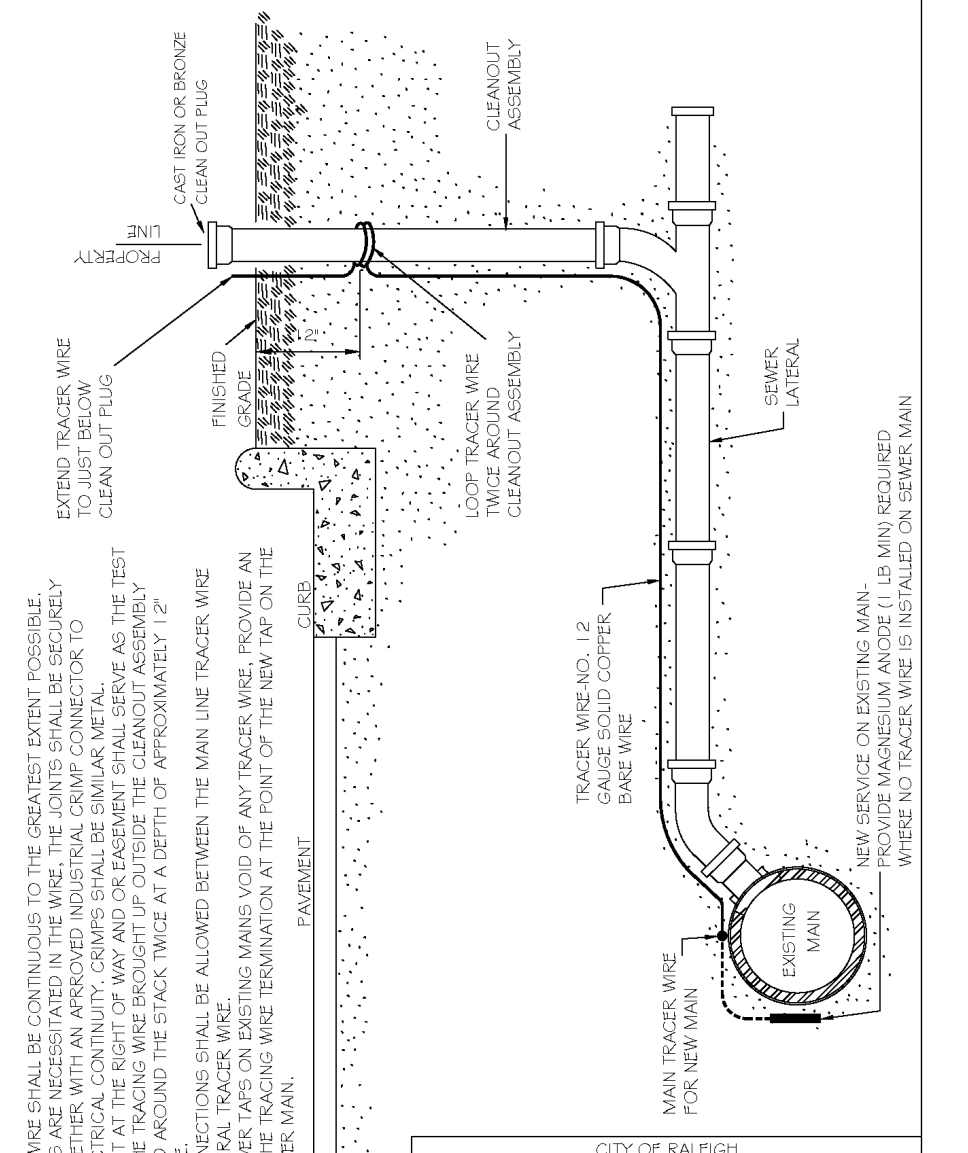 WIRE SHALL BE CONTINUOUS TO THE GREATEST EXTENT POSSIBLE.
S ARE NECESSITATED IN THE WIRE, THE JOINTS SHALL BE SECURELY
ETHER WITH AN APRROVED INDUSTRIAL CRIMP CONNECTOR TO
CTRICAL CONTINUITY. CRIMPS SHALL BE SIMILAR METAL.
T AT THE RIGHT OF WAY AND OR EASEMENT SHALL SERVE AS THE TEST
HE TRACING WIRE BROUGHT UP OUTSIDE THE CLEANOUT ASSEMBLY
D AROUND THE STACK TWICE AT A DEPTH OF APPROXIMATELY 12"
E.
NECTIONS SHALL BE ALLOWED BETWEEN THE MAIN LINE TRACER WIRE
RAL TRACER WIRE.
WER TAPS ON EXISTING MAINS VOID OF ANY TRACER WIRE, PROVIDE AN
THE TRACING WIRE TERMINATION AT THE POINT OF THE NEW TAP ON THE
ER MAIN.
EXTEND TRACER WIRE
TO JUST BELOW
CLEAN OUT PLUG
PROPERTY
LINE
CAST IRON OR BRONZE
CLEAN OUT PLUG
FINISHED
GRADE
12"
CURB
PAVEMENT
LOOP TRACER WIRE
TWICE AROUND
CLEANOUT ASSEMBLY
CLEANOUT
ASSEMBLY
TRACER WIRE-NO. 12
GAUGE SOLID COPPER
BARE WIRE
SEWER
LATERAL
MAIN TRACER WIRE
FOR NEW MAIN
EXISTING
MAIN
NEW SERVICE ON EXISTING MAIN-
PROVIDE MAGNESIUM ANODE (1 LB MIN) REQUIRED
WHERE NO TRACER WIRE IS INSTALLED ON SEWER MAIN
CITY OF RALEIGH